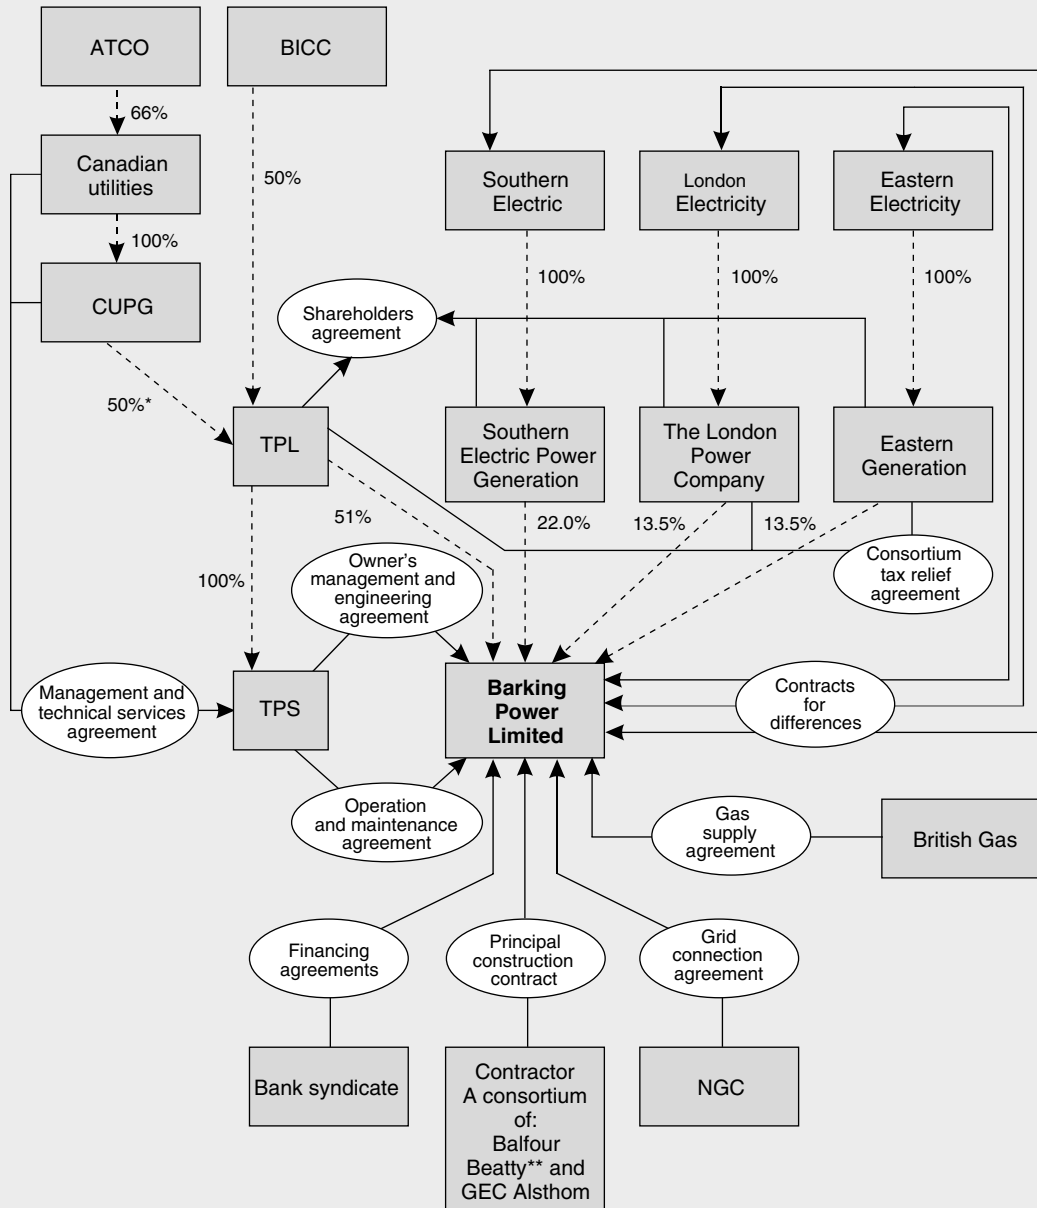 ATCO
BICC
66%
Canadian
utilities
50%
Southern
Electric
London
Electricity
Eastern
Electricity
100%
CUPG
100%
100%
100%
Shareholders
agreement
50%*
TPL
Southern
Electric Power
Generation
The London
Power
Company
Eastern
Generation
51%
22.0%
13.5%
13.5%
100%
Owner's
management and
engineering
agreement
Consortium
tax relief
agreement
Management and
technical services
agreement
TPS
Barking
Power
Limited
Contracts
for
differences
Operation
and maintenance
agreement
Gas
supply
agreement
British Gas
Financing
agreements
Principal
construction
contract
Grid
connection
agreement
Bank syndicate
Contractor
A consortium
of:
Balfour
Beatty** and
GEC Alsthom
NGC